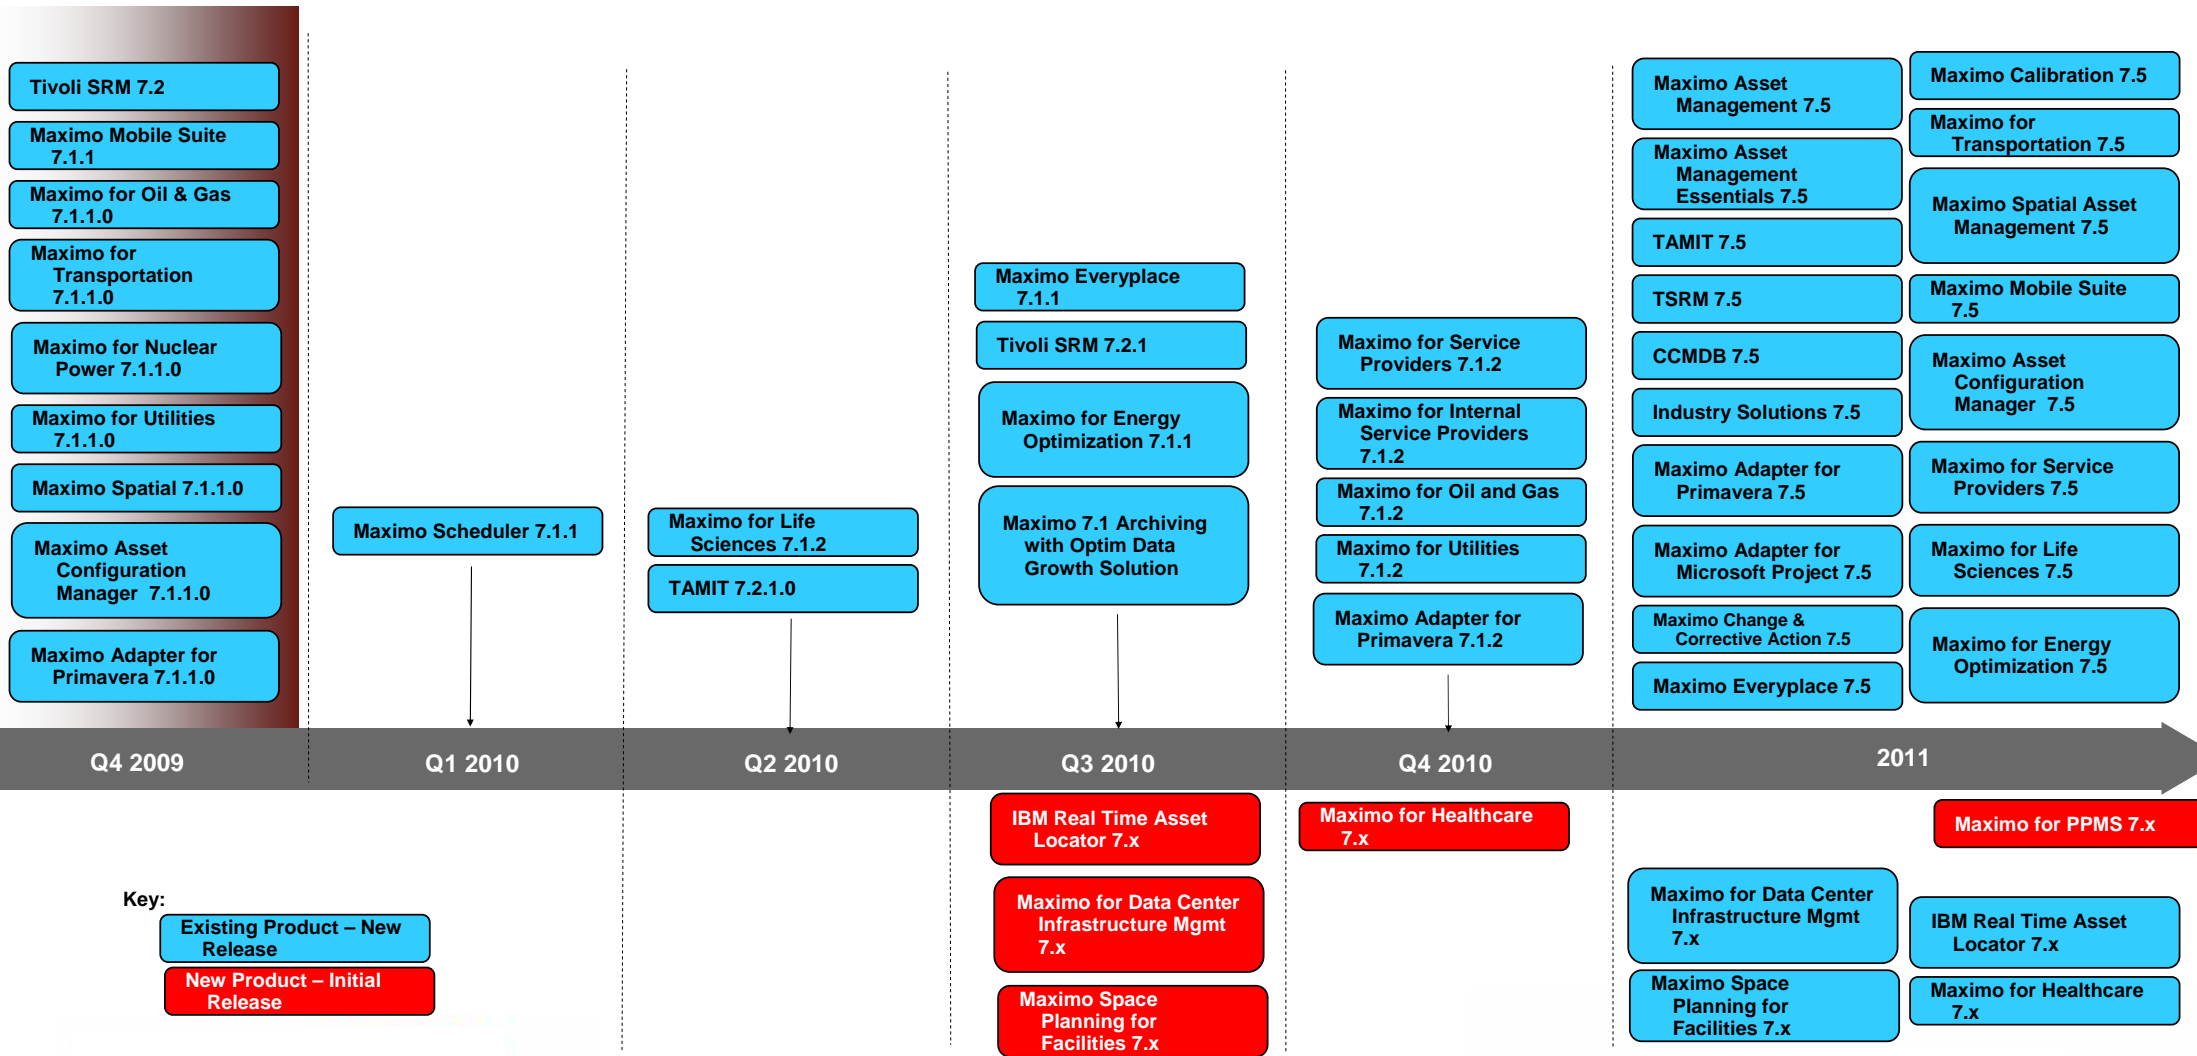 Tivoli SRM 7.2
Maximo Mobile Suite
7.1.1
Maximo for Oil & Gas
7.1.1.0
Maximo for
Transportation
7.1.1.0
Maximo for Nuclear
Power 7.1.1.0
Maximo for Utilities
7.1.1.0
Maximo Spatial 7.1.1.0
Maximo Asset
Configuration
Manager 7.1.1.0
Maximo Adapter for
Primavera 7.1.1.0
Maximo Scheduler 7.1.1
Maximo for Life
Sciences 7.1.2
TAMIT 7.2.1.0
Maximo Everyplace
7.1.1
Tivoli SRM 7.2.1
Maximo for Energy
Optimization 7.1.1
Maximo 7.1 Archiving
with Optim Data
Growth Solution
Maximo for Service
Providers 7.1.2
Maximo for Internal
Service Providers
7.1.2
Maximo for Oil and Gas
7.1.2
Maximo for Utilities
7.1.2
Maximo Adapter for
Primavera 7.1.2
Maximo Asset
Management 7.5
Maximo Asset
Management
Essentials 7.5
TAMIT 7.5
TSRM 7.5
CCMDB 7.5
Industry Solutions 7.5
Maximo Adapter for
Primavera 7.5
Maximo Adapter for
Microsoft Project 7.5
Maximo Change &
Corrective Action 7.5
Maximo Everyplace 7.5
Maximo Calibration 7.5
Maximo for
Transportation 7.5
Maximo Spatial Asset
Management 7.5
Maximo Mobile Suite
7.5
Maximo Asset
Configuration
Manager 7.5
Maximo for Service
Providers 7.5
Maximo for Life
Sciences 7.5
Maximo for Energy
Optimization 7.5
Q4 2009
Q1 2010
Q2 2010
Q3 2010
Q4 2010
2011
IBM Real Time Asset
Locator 7.x
Maximo for Data Center
Infrastructure Mgmt
7.x
Maximo Space
Planning for
Facilities 7.x
Maximo for Healthcare
7.x
Maximo for PPMS 7.x
Maximo for Data Center
Infrastructure Mgmt
7.x
Maximo Space
Planning for
Facilities 7.x
IBM Real Time Asset
Locator 7.x
Maximo for Healthcare
7.x
Key:
Existing Product – New
Release
New Product – Initial
Release